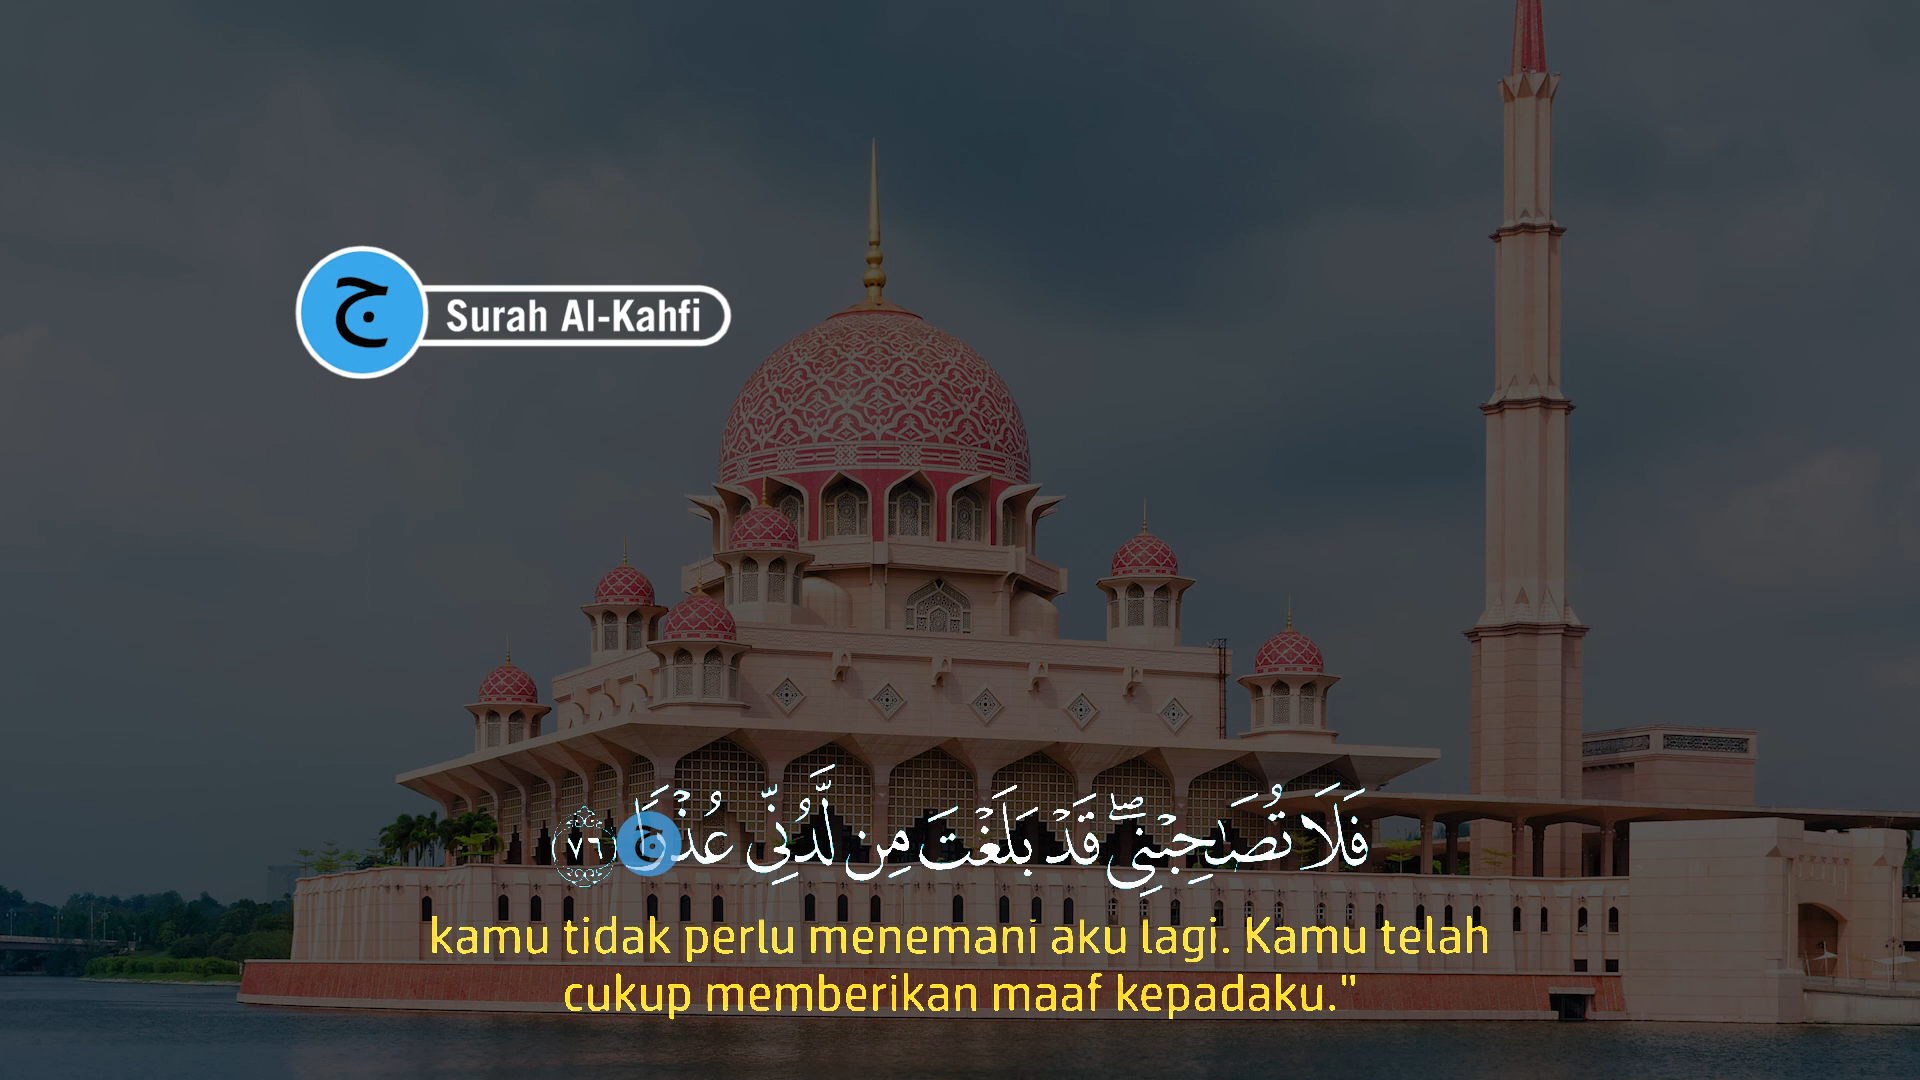 ج
Surah Al-Kahfi
فَلَا تُصَٰحِبْنِى ۖ قَدْ بَلَغْتَ مِن لَّدُنِّى عُذْرًا ٧٦
ج
kamu tidak perlu menemani aku lagi. Kamu telah
cukup memberikan maaf kepadaku."